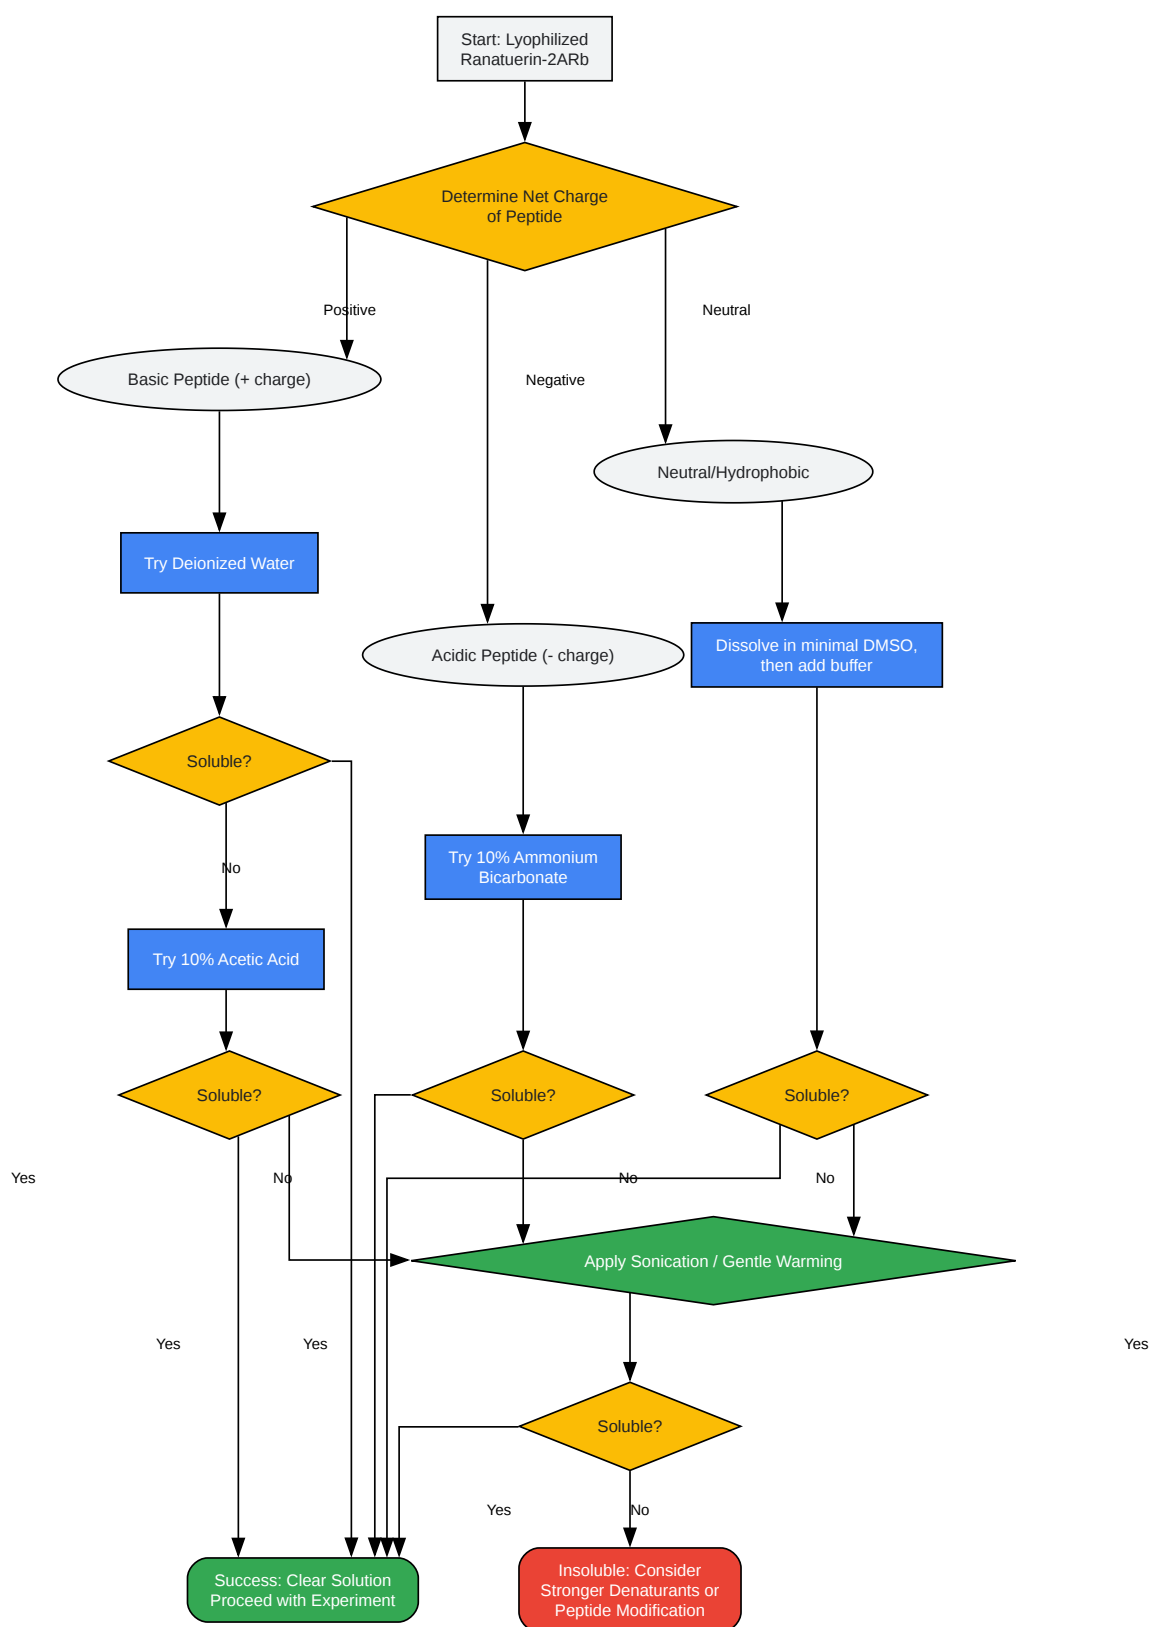 Start: Lyophilized
Ranatuerin-2ARb
Determine Net Charge
of Peptide
Positive
Neutral
Negative
Basic Peptide (+ charge)
Neutral/Hydrophobic
Try Deionized Water
Acidic Peptide (- charge)
Dissolve in minimal DMSO,
then add buffer
Soluble?
No
Try 10% Ammonium
Bicarbonate
Try 10% Acetic Acid
Soluble?
Soluble?
Soluble?
Yes
No
No
No
Apply Sonication / Gentle Warming
Yes
Yes
Yes
Soluble?
Yes
No
Success: Clear Solution
Proceed with Experiment
Insoluble: Consider
Stronger Denaturants or
Peptide Modification